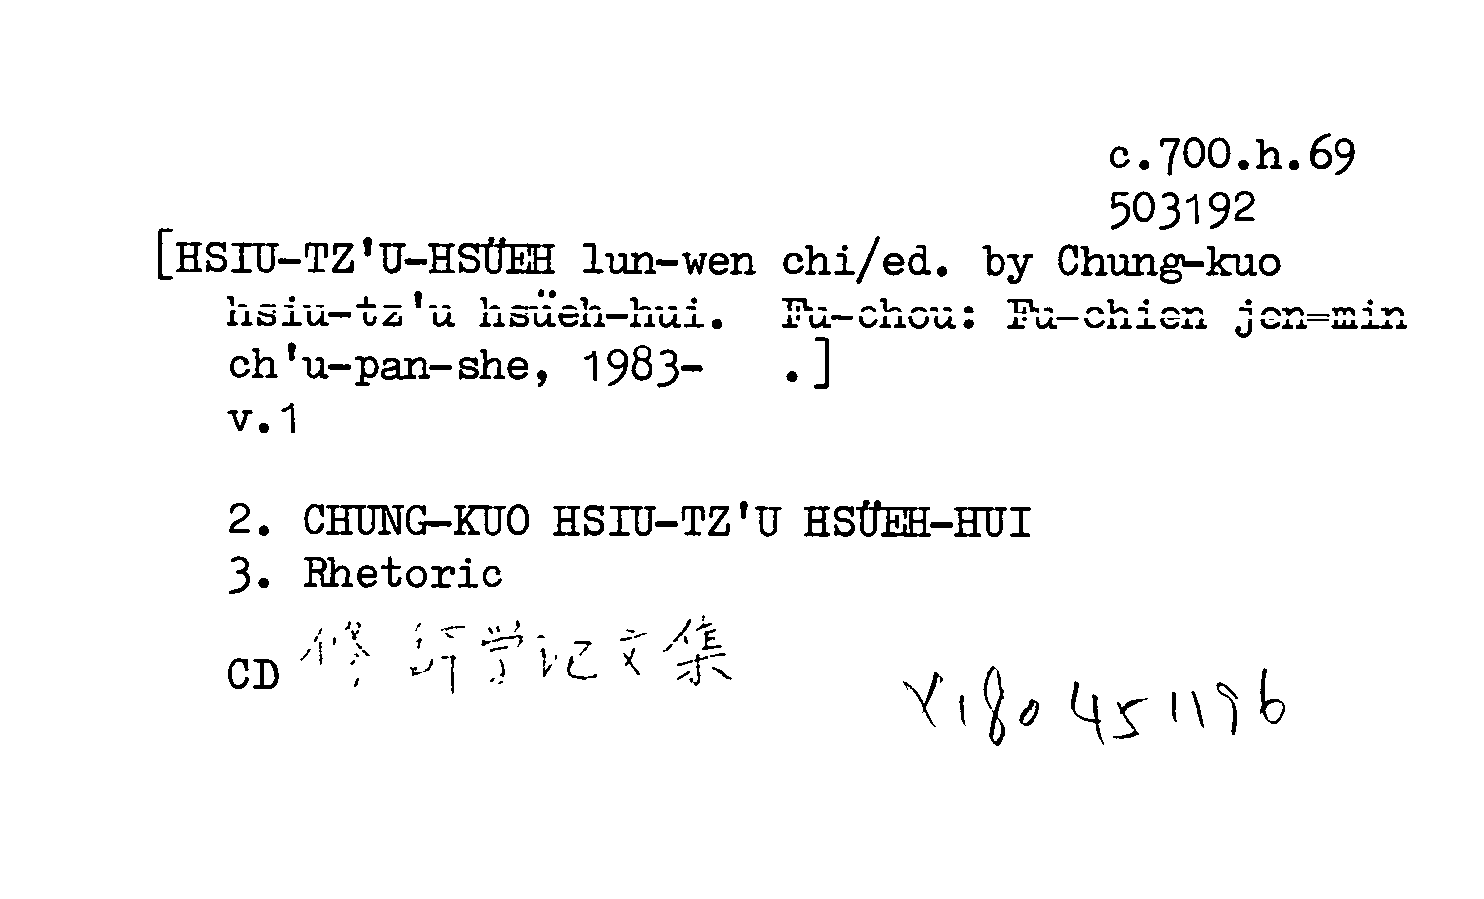 c.700.h.69
503192
[HSIU-TZ'U-HSÜEH lun-wen chi/ed. by Chung-kuo
hsiu-tz'u hsüeh-hui. Fu-chou: Fu-chien jen=min
ch'u-pan-she, 1983- .]
v.1
2. CHUNG-KUO HSIU-TZ'U HSÜEH-HUI
3. Rhetoric
CD 修 学论文集